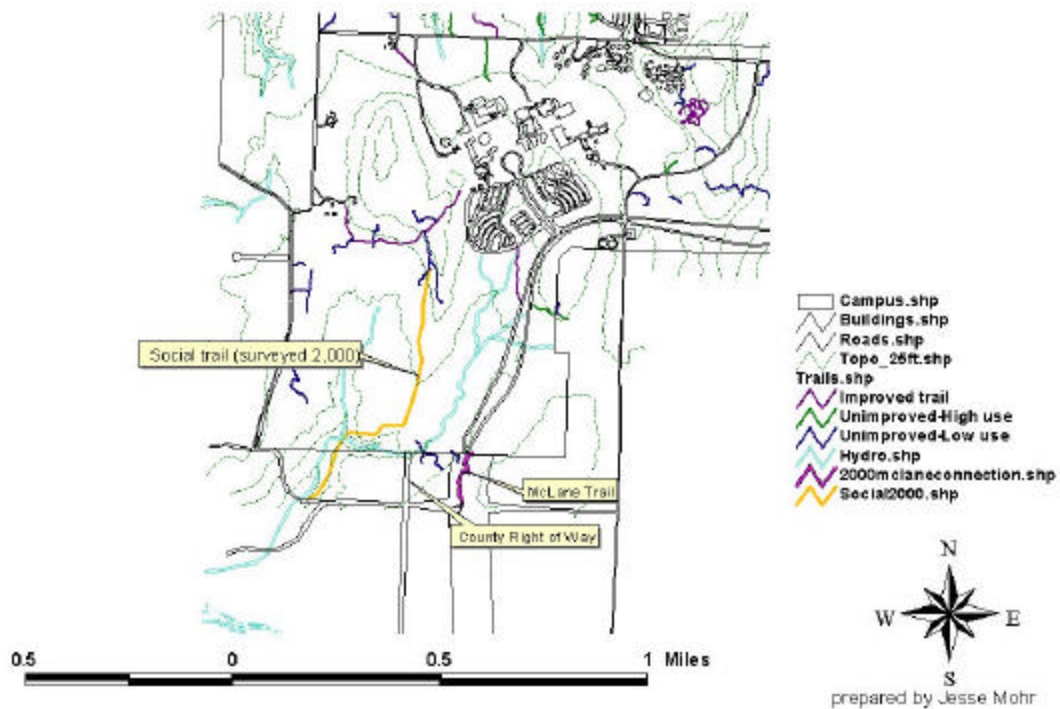 Social trail (surveyed 2,000)
McLane Trail
County Right of Way
Campus.shp
Buildings.shp
Roads.shp
Topo_25ft.shp
Trails.shp
Improved trail
Unimproved-High use
Unimproved-Low use
Hydro.shp
2000mclaneconnection.shp
Social2000.shp
N
W E
S
0.5 0 0.5 1 Miles
prepared by Jesse Mohr